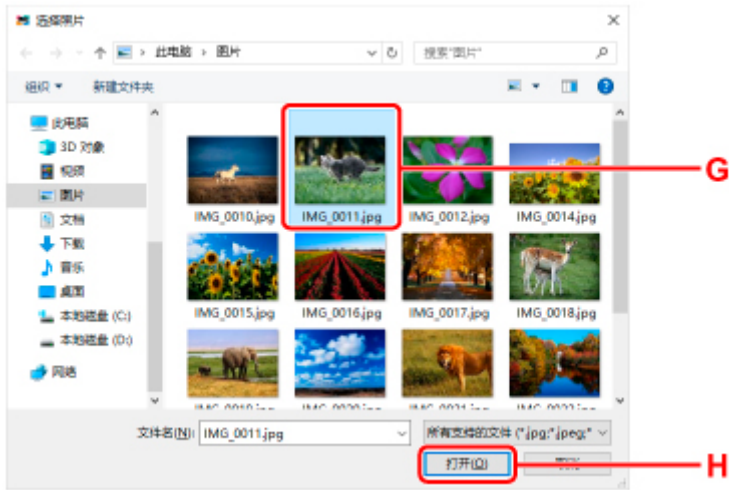 选择照片
此电脑 › 图片
搜索"图片"
组织 新建文件夹
此电脑
3D 对象
视频
图片
文档
下载
音乐
桌面
本地磁盘 (C:)
本地磁盘 (D:)
网络
IMG_0010.jpg IMG_0011.jpg IMG_0012.jpg IMG_0014.jpg
G
IMG_0015.jpg IMG_0016.jpg IMG_0017.jpg IMG_0018.jpg
文件名(N): IMG_0011.jpg
所有支持的文件 (*.jpg;*.jpeg;*
打开(O)
H